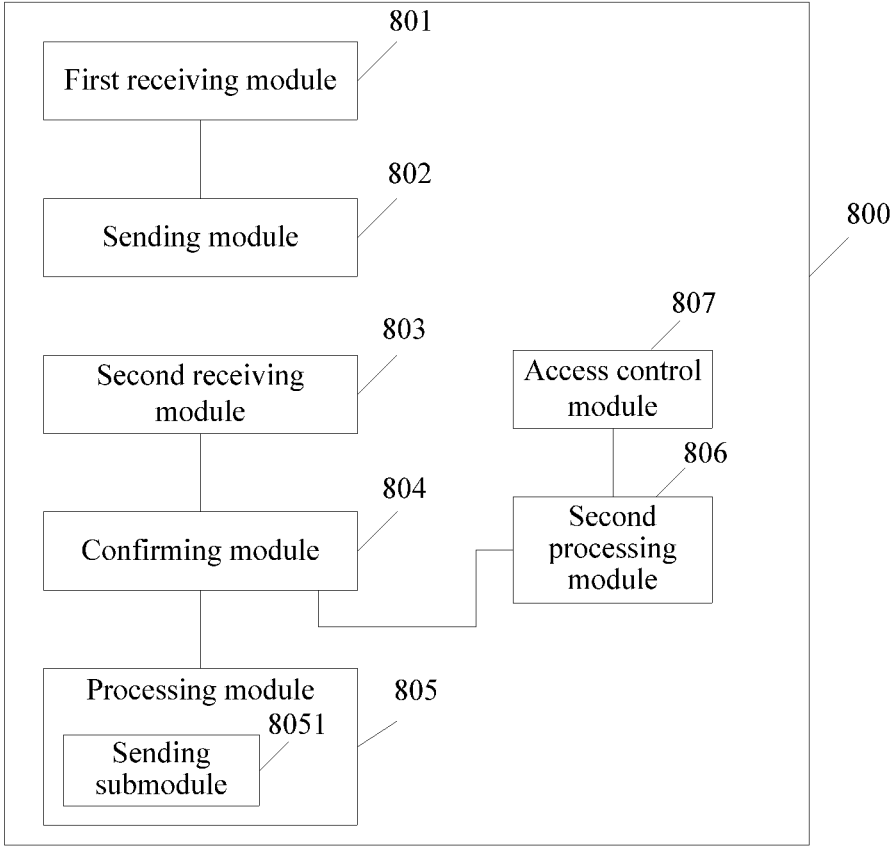 801
First receiving module
802
Sending module
800
803
Second receiving
module
807
Access control
module
804
Confirming module
806
Second
processing
module
805
Processing module
8051
Sending
submodule